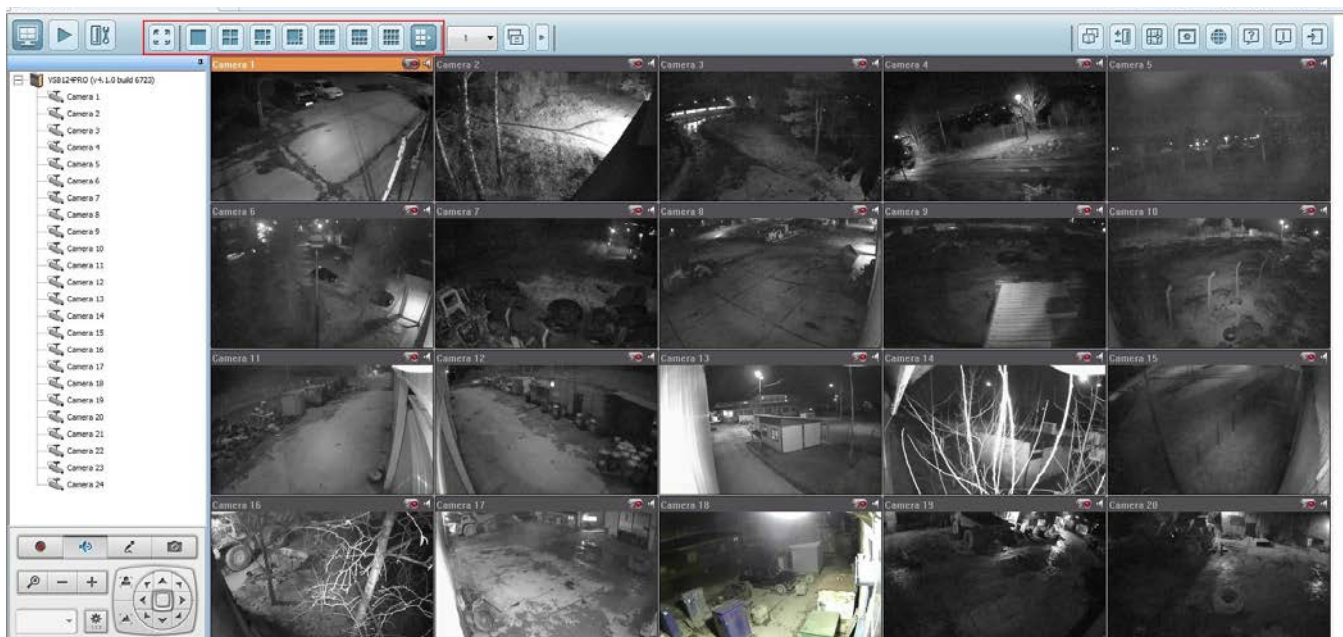 1
VSB124PRO (v4.1.0 build 6723)
Camera 1
Camera 2
Camera 3
Camera 4
Camera 5
Camera 6
Camera 7
Camera 8
Camera 9
Camera 10
Camera 11
Camera 12
Camera 13
Camera 14
Camera 15
Camera 16
Camera 17
Camera 18
Camera 19
Camera 20
Camera 21
Camera 22
Camera 23
Camera 24
Camera 1
Camera 2
Camera 3
Camera 4
Camera 5
Camera 6
Camera 7
Camera 8
Camera 9
Camera 10
Camera 11
Camera 12
Camera 13
Camera 14
Camera 15
Camera 16
Camera 17
Camera 18
Camera 19
Camera 20